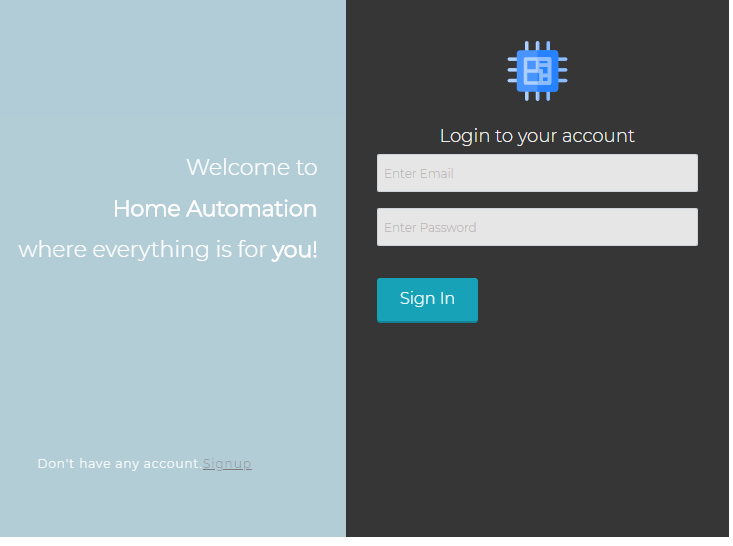 Welcome to
Home Automation
where everything is for you!
Don't have any account.Signup
Login to your account
Enter Email
Enter Password
Sign In